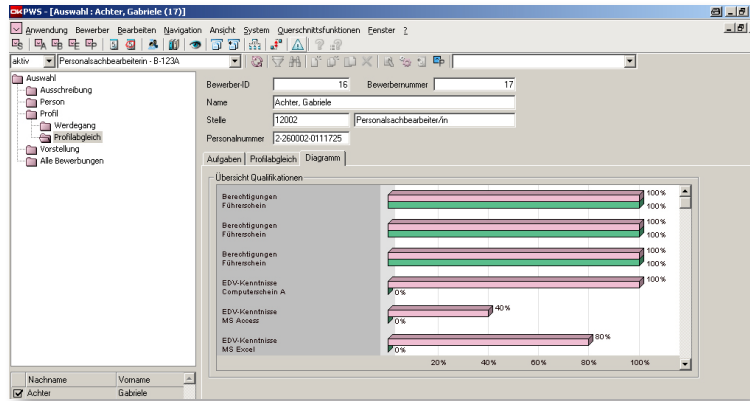 PWS - [Auswahl : Achter, Gabriele (17)]
Anwendung Bewerber Bearbeiten Navigation Ansicht System Querschnittsfunktionen Fenster ?
aktiv Personalsachbearbeiterin - B-123A
Auswahl
Ausschreibung
Person
Profil
Werdegang
Profilabgleich
Vorstellung
Alle Bewerbungen
Nachname Vorname
Achter Gabriele
Bewerber-ID 16 Bewerbernummer 17
Name Achter, Gabriele
Stelle 12002 Personalsachbearbeiter/in
Personalnummer 2-260002-0111725
Aufgaben Profilabgleich Diagramm
Übersicht Qualifikationen
Berechtigungen 100%
Führerschein 100%
Berechtigungen 100%
Führerschein 100%
Berechtigungen 100%
Führerschein 100%
EDV-Kenntnisse 100%
Computerschein A 0%
EDV-Kenntnisse 40%
MS Access 0%
EDV-Kenntnisse 80%
MS Excel 0%
20% 40% 60% 80% 100%